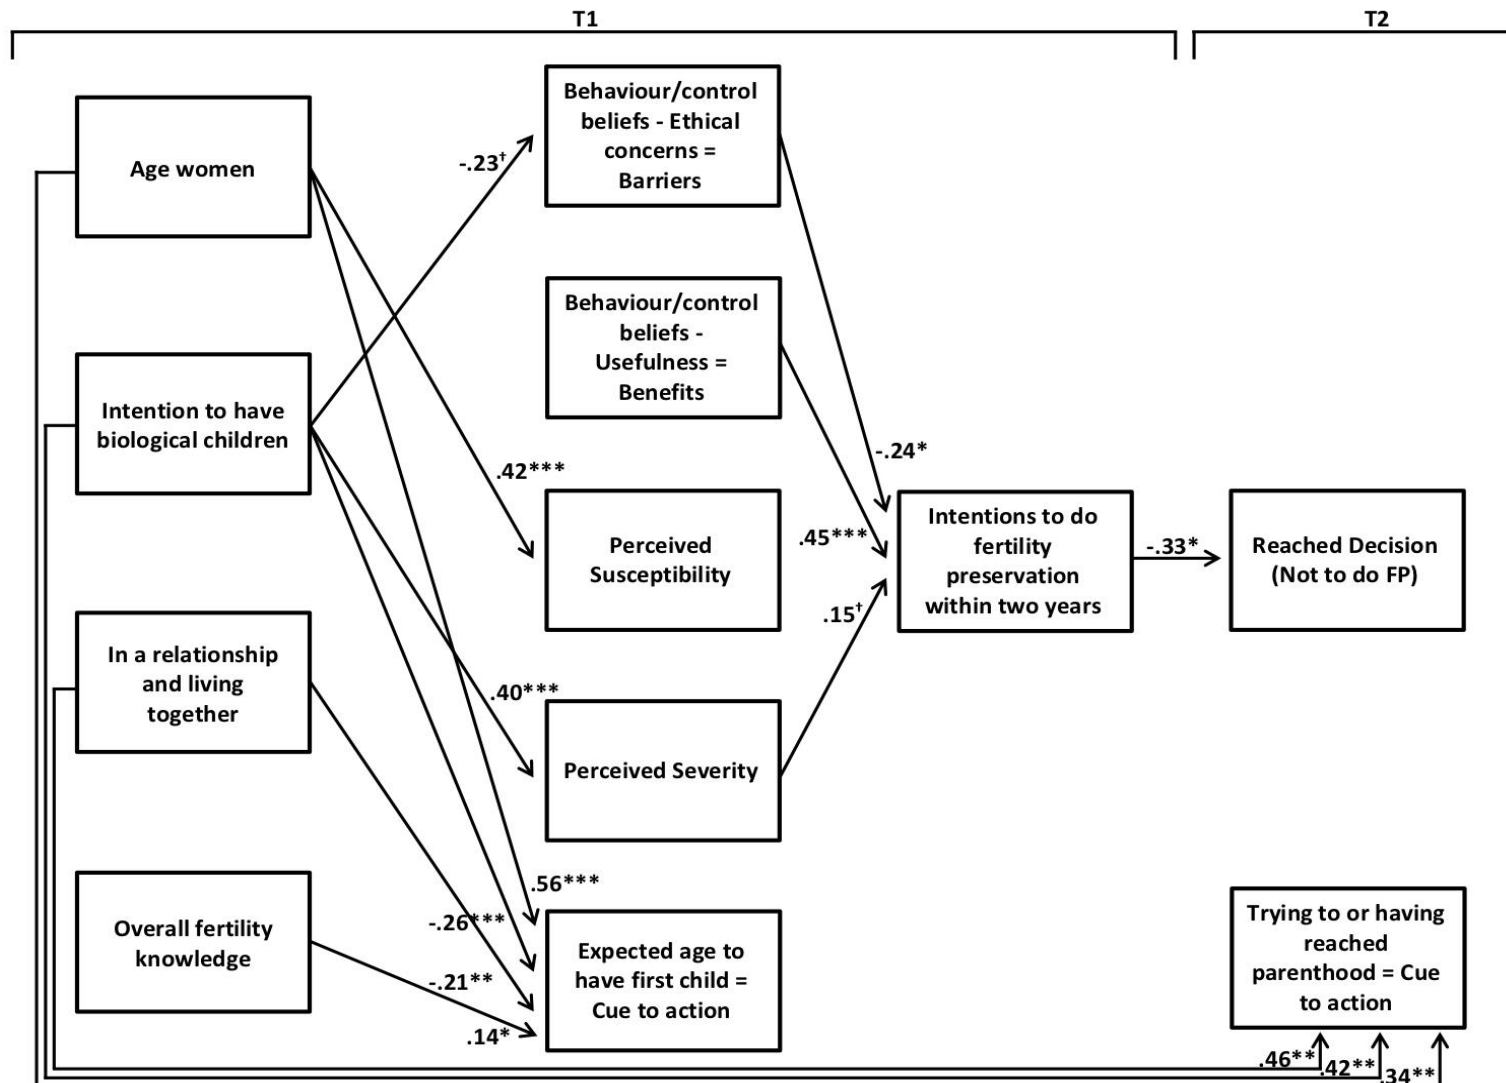 T1
T2
Age women
Intention to have
biological children
In a relationship
and living
together
Overall fertility
knowledge
Behaviour/control
beliefs - Ethical
concerns =
Barriers
Behaviour/control
beliefs -
Usefulness =
Benefits
Perceived
Susceptibility
Perceived Severity
Expected age to
have first child =
Cue to action
-.23†
.42***
.40***
.56***
-.26***
-.21**
.14*
-.24*
.45***
.15†
Intentions to do
fertility
preservation
within two years
-.33*
Reached Decision
(Not to do FP)
Trying to or having
reached
parenthood = Cue
to action
.46**
.42**
.34**